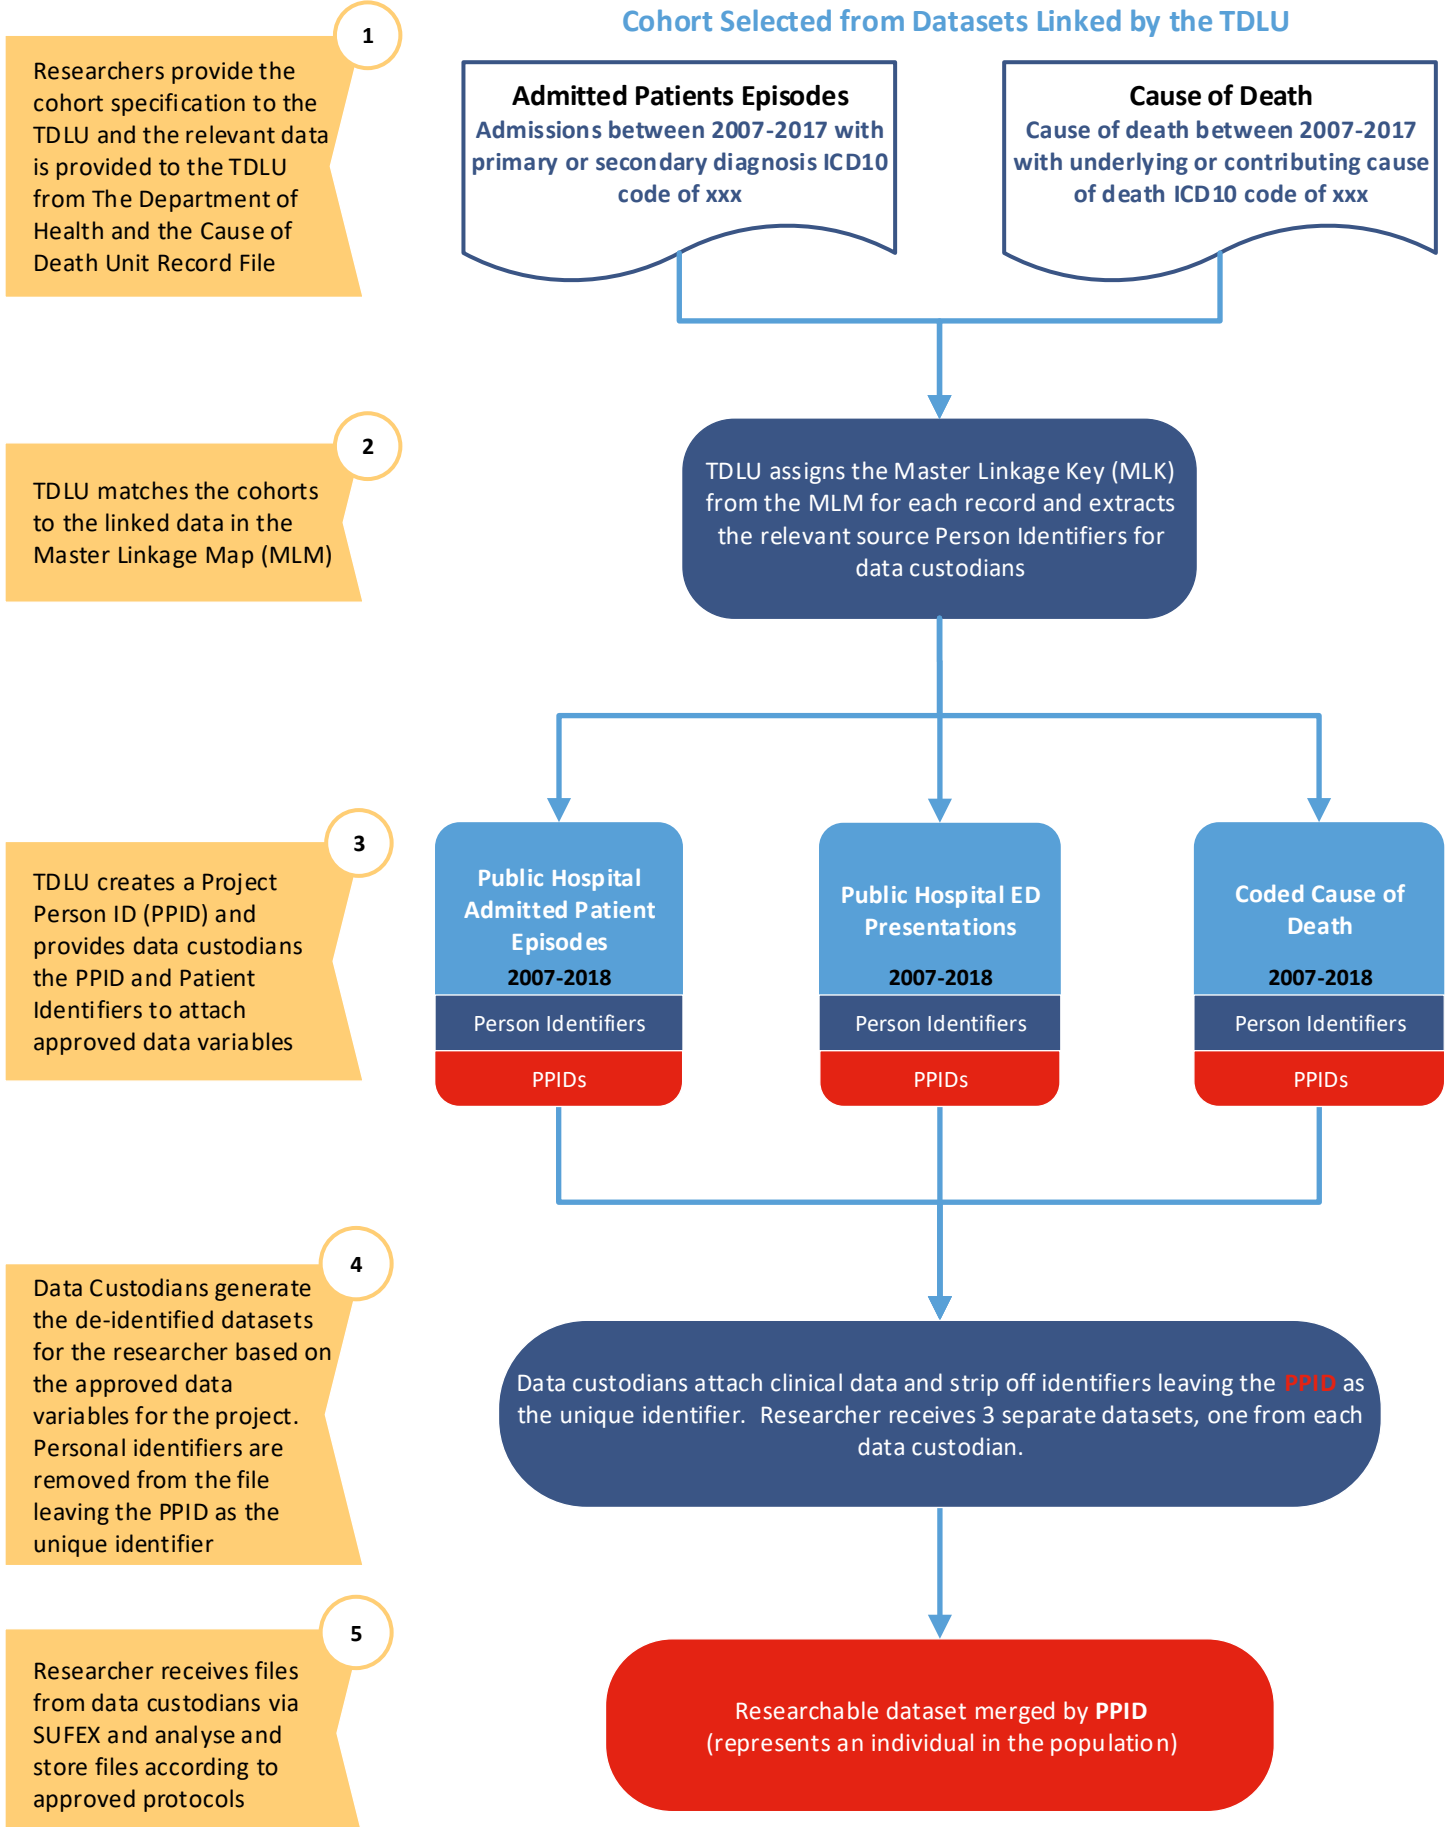 Cohort Selected from Datasets Linked by the TDLU
1
Researchers provide the
cohort specification to the
TDLU and the relevant data
is provided to the TDLU
from The Department of
Health and the Cause of
Death Unit Record File
Admitted Patients Episodes
Admissions between 2007-2017 with
primary or secondary diagnosis ICD10
code of xxx
Cause of Death
Cause of death between 2007-2017
with underlying or contributing cause
of death ICD10 code of xxx
2
TDLU matches the cohorts
to the linked data in the
Master Linkage Map (MLM)
TDLU assigns the Master Linkage Key (MLK)
from the MLM for each record and extracts
the relevant source Person Identifiers for
data custodians
3
TDLU creates a Project
Person ID (PPID) and
provides data custodians
the PPID and Patient
Identifiers to attach
approved data variables
Public Hospital
Admitted Patient
Episodes
2007-2018
Person Identifiers
PPIDs
Public Hospital ED
Presentations
2007-2018
Person Identifiers
PPIDs
Coded Cause of
Death
2007-2018
Person Identifiers
PPIDs
4
Data Custodians generate
the de-identified datasets
for the researcher based on
the approved data
variables for the project.
Personal identifiers are
removed from the file
leaving the PPID as the
unique identifier
Data custodians attach clinical data and strip off identifiers leaving the PPID as
the unique identifier. Researcher receives 3 separate datasets, one from each
data custodian.
5
Researcher receives files
from data custodians via
SUFEX and analyse and
store files according to
approved protocols
Researchable dataset merged by PPID
(represents an individual in the population)